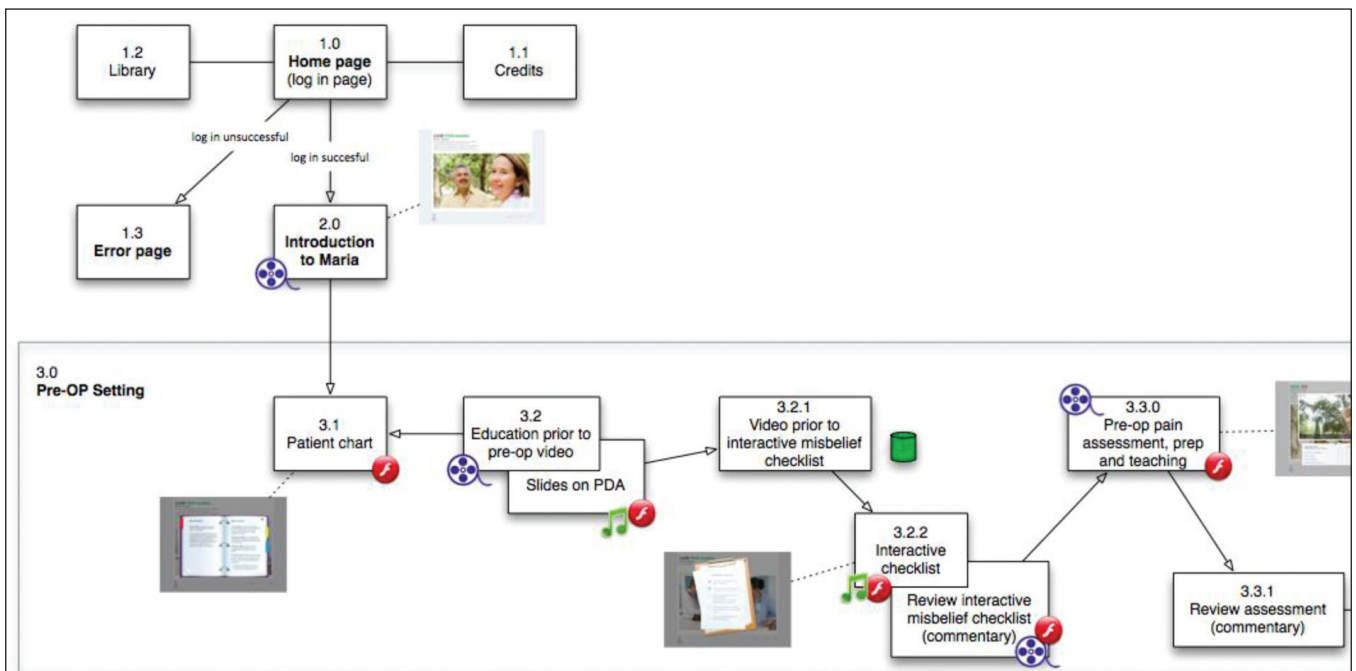 1.2
Library
1.0
Home page
(log in page)
1.1
Credits
log in unsuccessful
log in succesful
1.3
Error page
2.0
Introduction
to Maria
3.0
Pre-OP Setting
3.1
Patient chart
3.2
Education prior to
pre-op video
Slides on PDA
3.2.1
Video prior to
interactive misbelief
checklist
3.2.2
Interactive
checklist
Review interactive
misbelief checklist
(commentary)
3.3.0
Pre-op pain
assessment, prep
and teaching
3.3.1
Review assessment
(commentary)